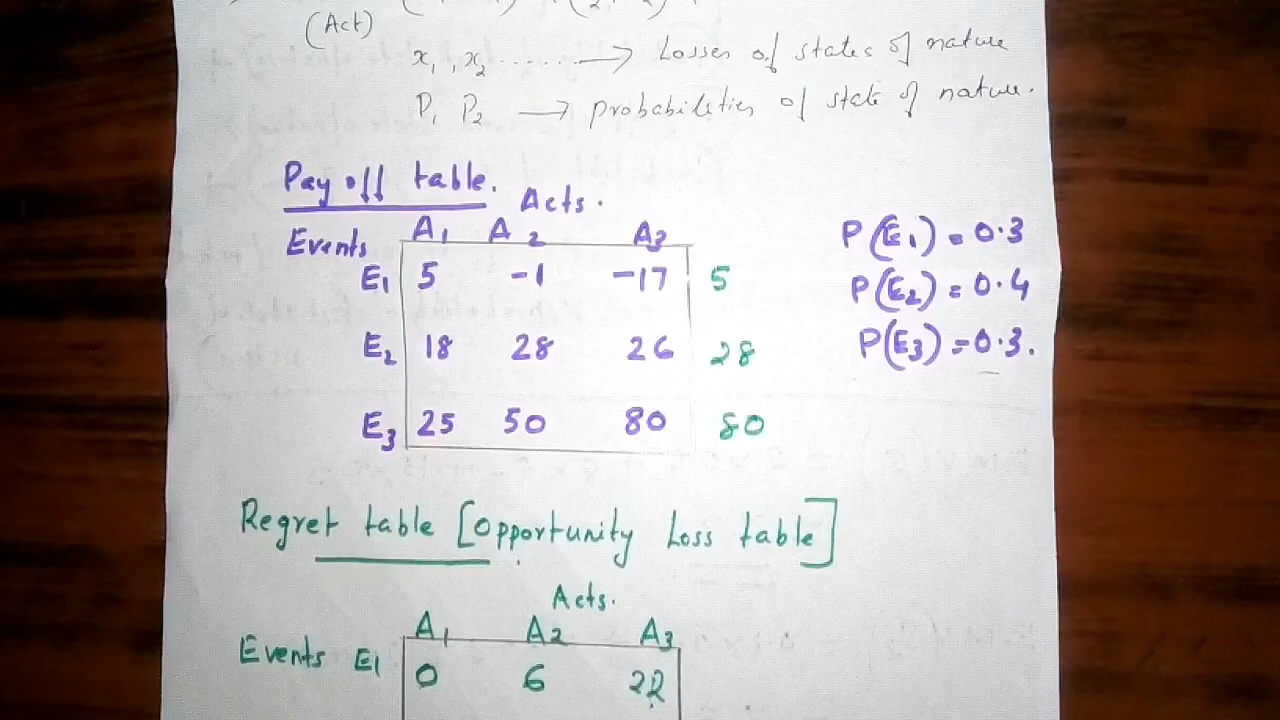 (Act)
x₁, x₂ ......→ Losses of states of nature
P₁ P₂ → probabilities of state of nature.
Pay off table.
Acts.
Events A₁ A₂ A₃
E₁ 5 -1 -17 5
E₂ 18 28 26 28
E₃ 25 50 80 80
P(E₁) = 0.3
P(E₂) = 0.4
P(E₃) = 0.3.
Regret table [Opportunity Loss table]
Acts.
A₁ A₂ A₃
Events E₁ 0 6 22